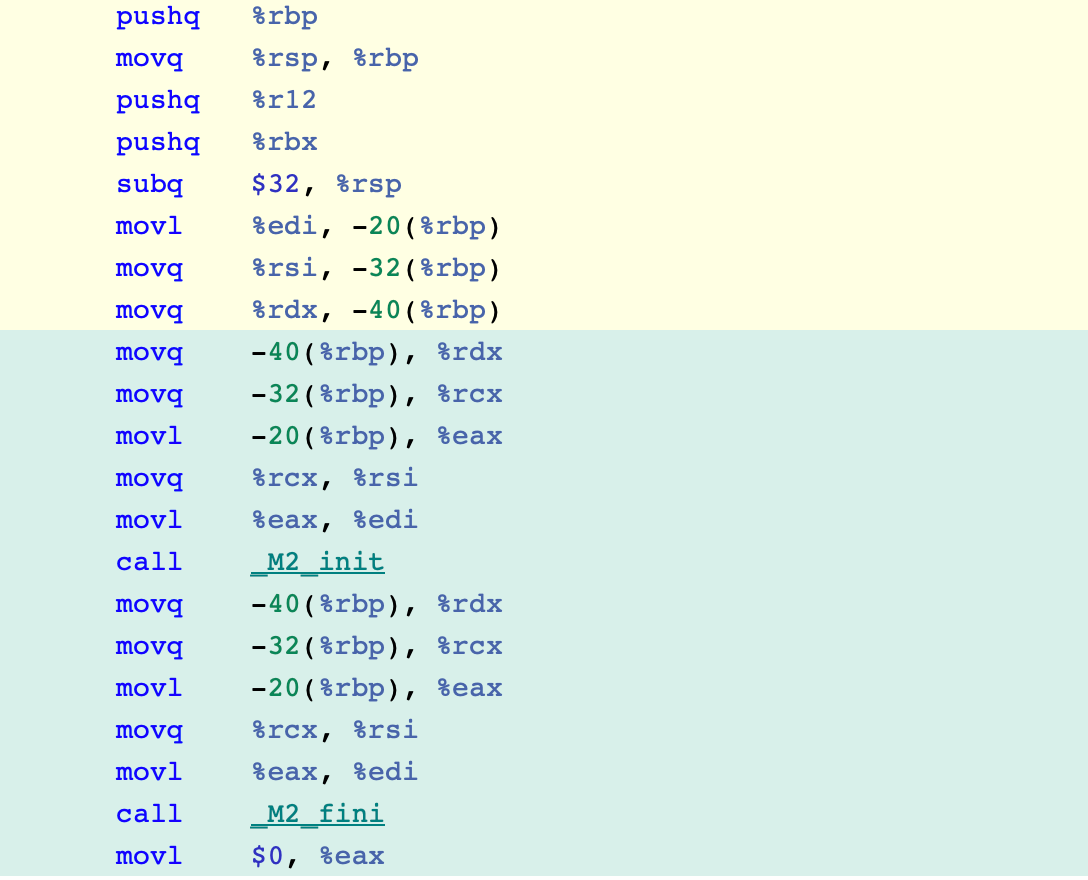 pushq %rbp
movq %rsp, %rbp
pushq %r12
pushq %rbx
subq $32, %rsp
movl %edi, -20(%rbp)
movq %rsi, -32(%rbp)
movq %rdx, -40(%rbp)
movq -40(%rbp), %rdx
movq -32(%rbp), %rcx
movl -20(%rbp), %eax
movq %rcx, %rsi
movl %eax, %edi
call _M2_init
movq -40(%rbp), %rdx
movq -32(%rbp), %rcx
movl -20(%rbp), %eax
movq %rcx, %rsi
movl %eax, %edi
call _M2_fini
movl $0, %eax